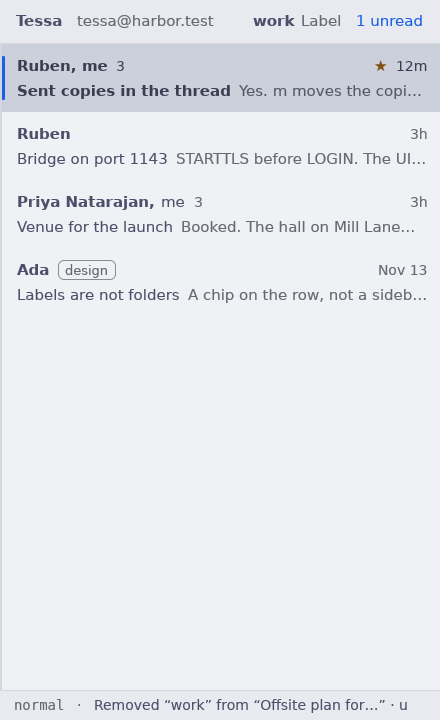 Tessa tessa@harbor.test work Label 1 unread
Ruben, me 3 ★ 12m
Sent copies in the thread Yes. m moves the copi…
Ruben 3h
Bridge on port 1143 STARTTLS before LOGIN. The UI…
Priya Natarajan, me 3 3h
Venue for the launch Booked. The hall on Mill Lane…
Ada design Nov 13
Labels are not folders A chip on the row, not a sideb…
normal · Removed “work” from “Offsite plan for…” · u